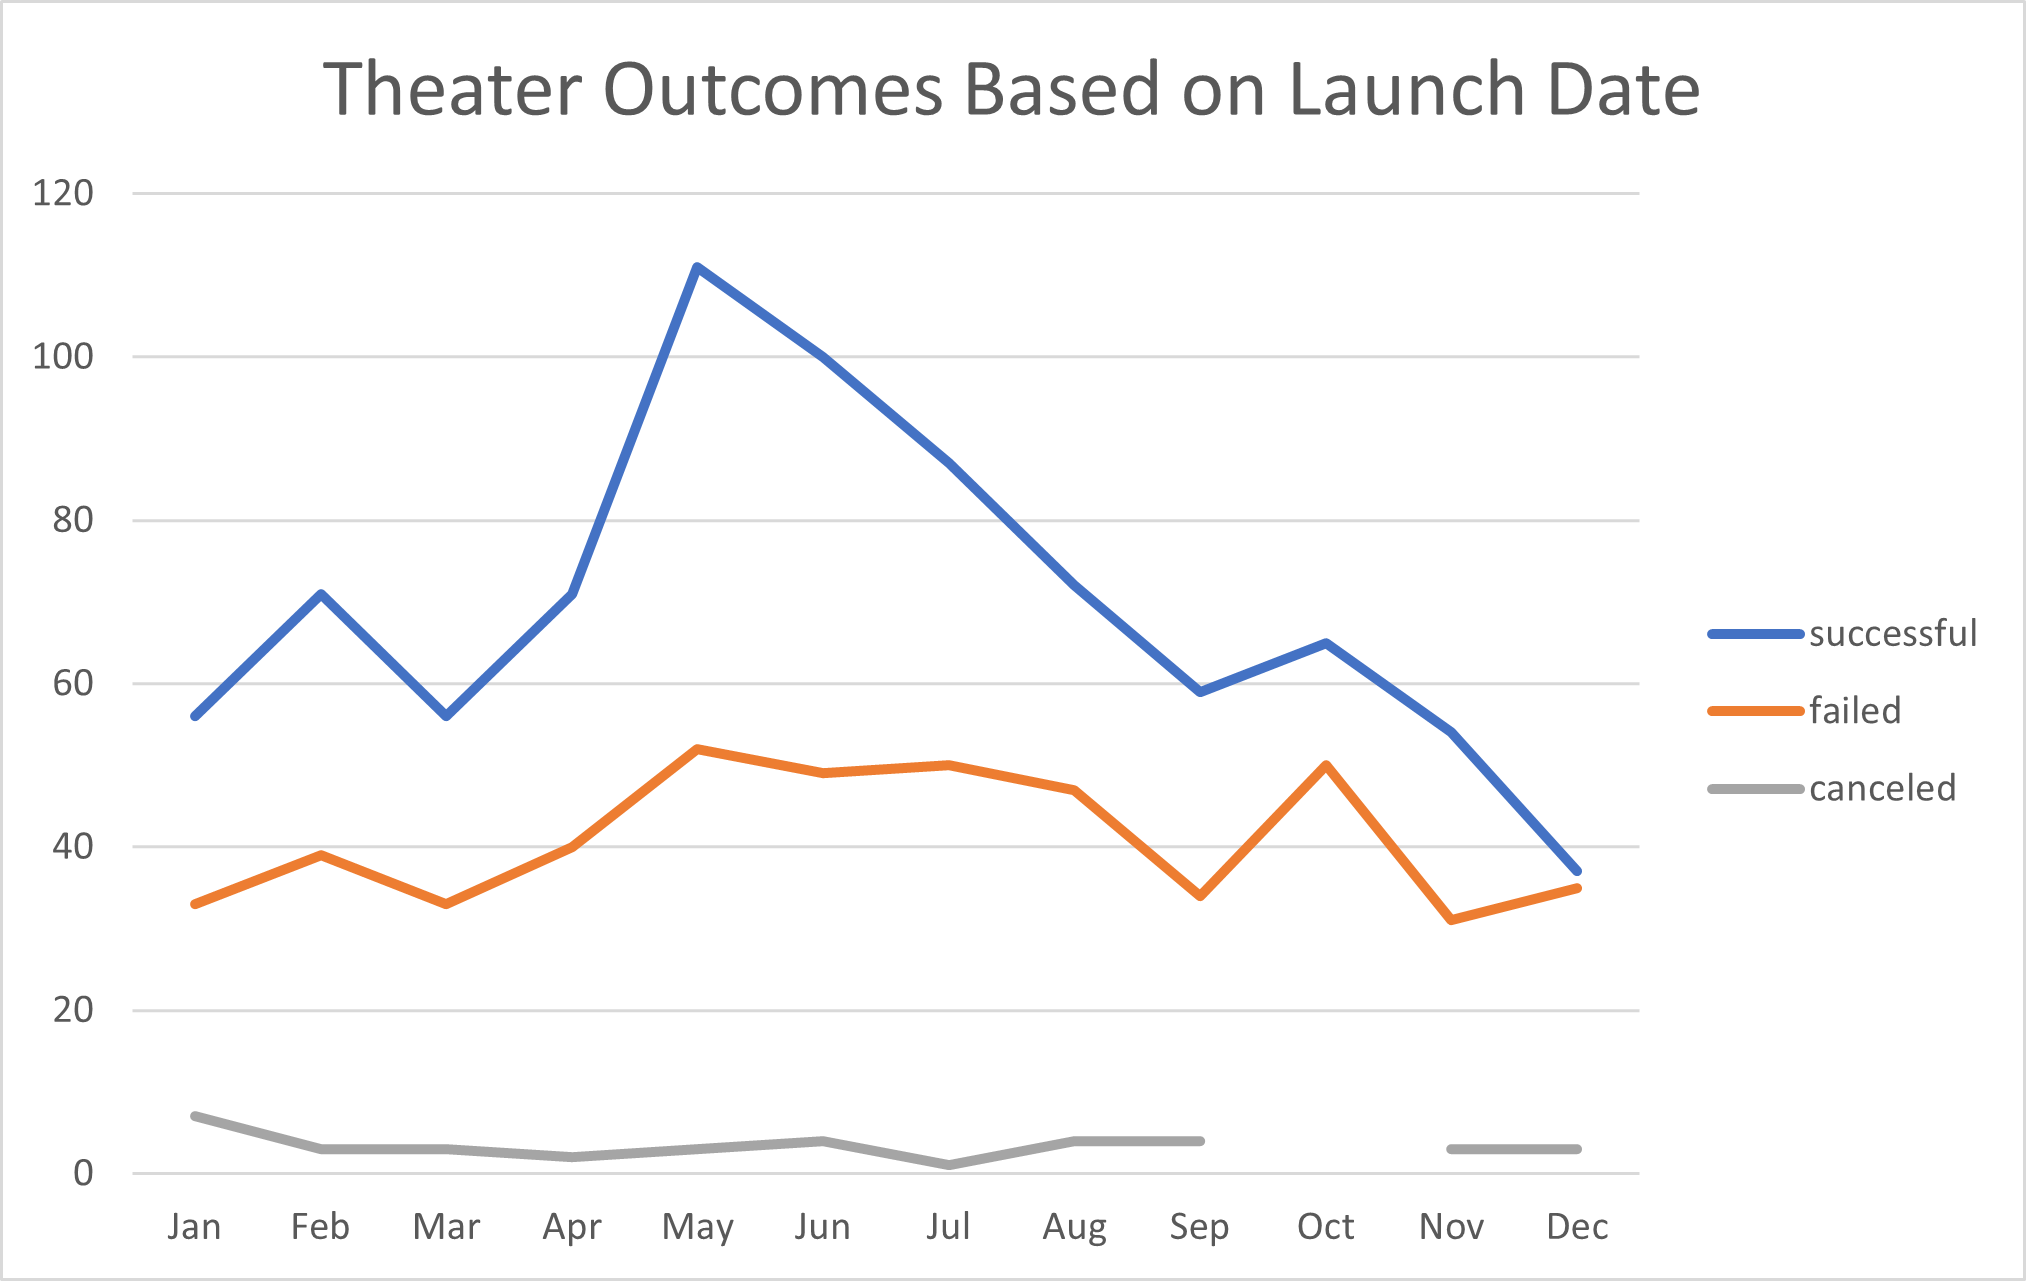 Theater Outcomes Based on Launch Date
120
100
80
60
40
20
0
Jan Feb Mar Apr May Jun Jul Aug Sep Oct Nov Dec
successful
failed
canceled